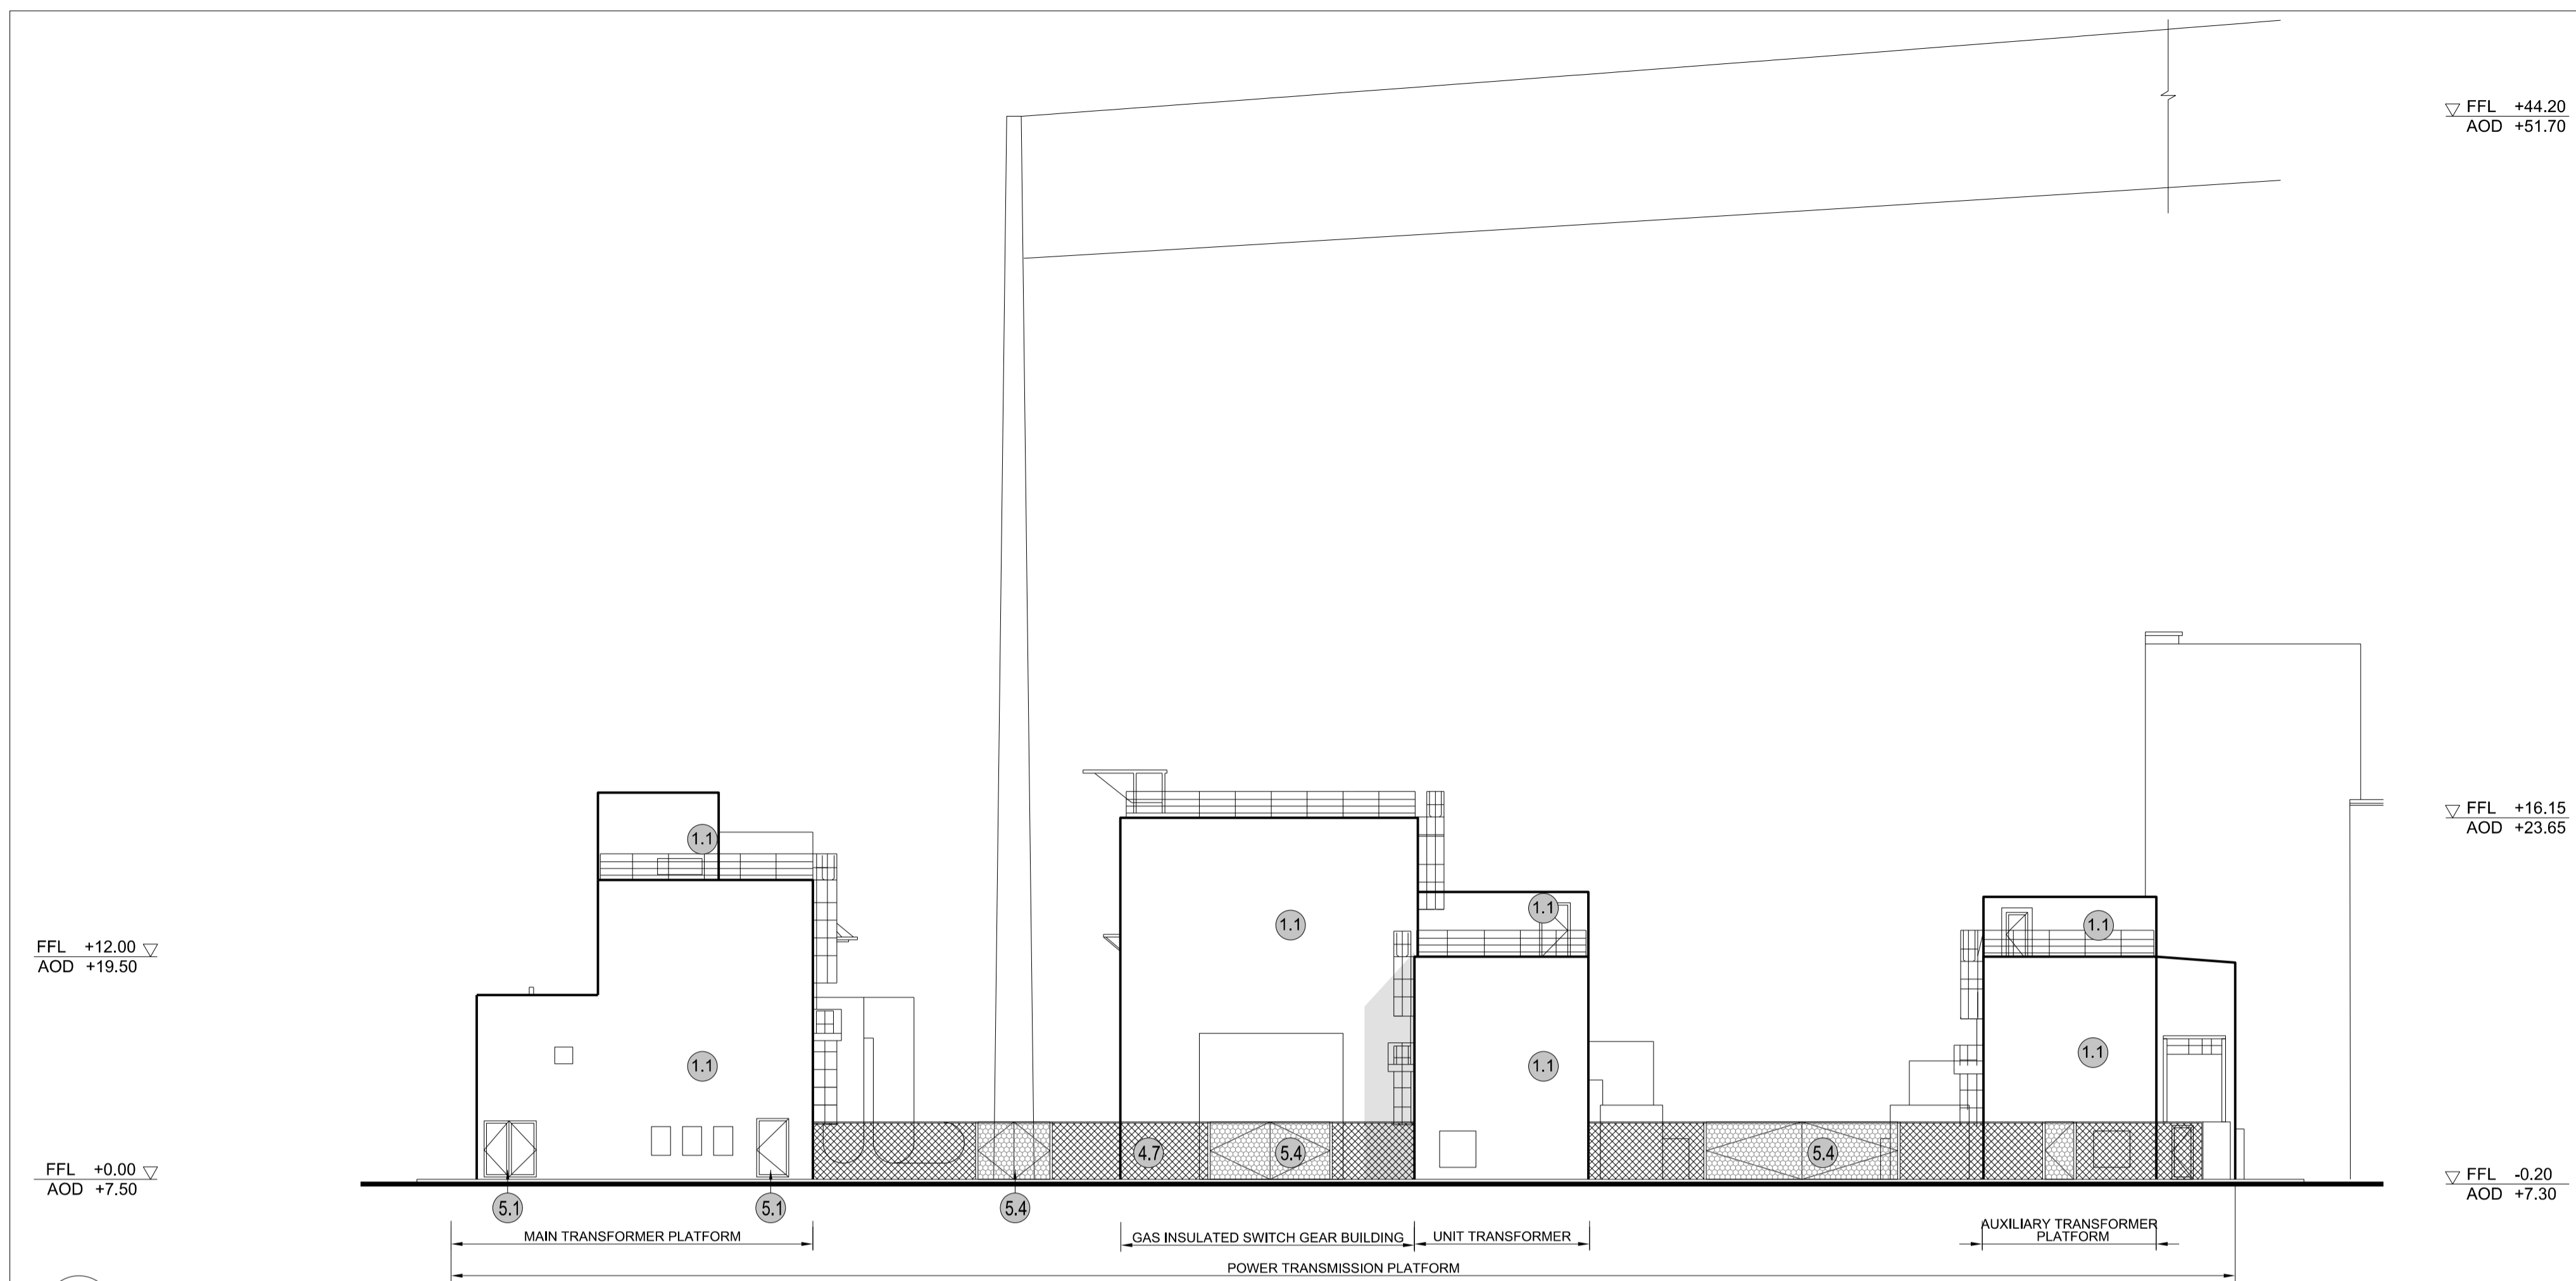 FFL +44.20
AOD +51.70
FFL +16.15
AOD +23.65
1.1
1.1
1.1
1.1
FFL +12.00
AOD +19.50
1.1
1.1
1.1
4.7
5.4
5.4
FFL +0.00
AOD +7.50
FFL -0.20
AOD +7.30
5.1
5.1
5.4
MAIN TRANSFORMER PLATFORM
GAS INSULATED SWITCH GEAR BUILDING
UNIT TRANSFORMER
AUXILIARY TRANSFORMER
PLATFORM
POWER TRANSMISSION PLATFORM